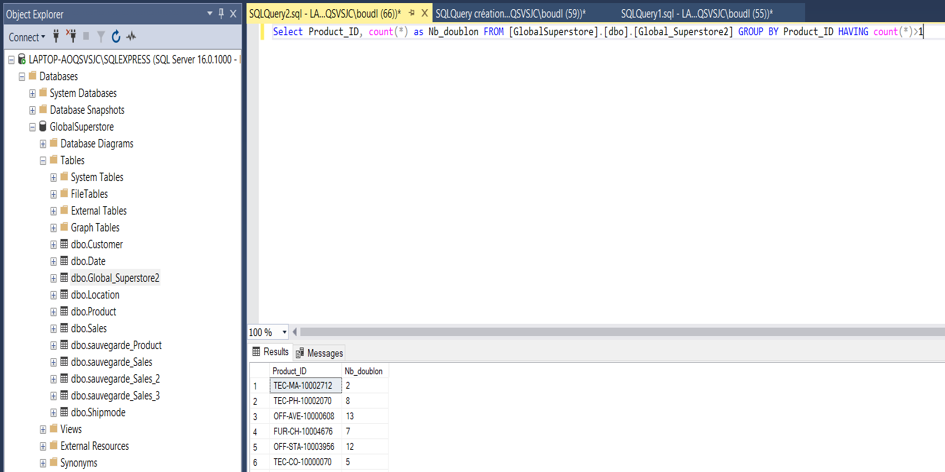 Object Explorer
Connect
LAPTOP-AOQSVSJC\SQLEXPRESS (SQL Server 16.0.1000 -
Databases
System Databases
Database Snapshots
GlobalSuperstore
Database Diagrams
Tables
System Tables
FileTables
External Tables
Graph Tables
dbo.Customer
dbo.Date
dbo.Global_Superstore2
dbo.Location
dbo.Product
dbo.Sales
dbo.sauvegarde_Product
dbo.sauvegarde_Sales
dbo.sauvegarde_Sales_2
dbo.sauvegarde_Sales_3
dbo.Shipmode
Views
External Resources
Synonyms
SQLQuery2.sql - LA...QSVSJC\boudl (66))* SQLQuery création...QSVSJC\boudl (59))* SQLQuery1.sql - LA...QSVSJC\boudl (55))*
Select Product_ID, count(*) as Nb_doublon FROM [GlobalSuperstore].[dbo].[Global_Superstore2] GROUP BY Product_ID HAVING count(*)>1
100 %
Results Messages
Product_ID Nb_doublon
1 TEC-MA-10002712 2
2 TEC-PH-10002070 8
3 OFF-AVE-10000608 13
4 FUR-CH-10004676 7
5 OFF-STA-10003956 12
6 TEC-CO-10000070 5